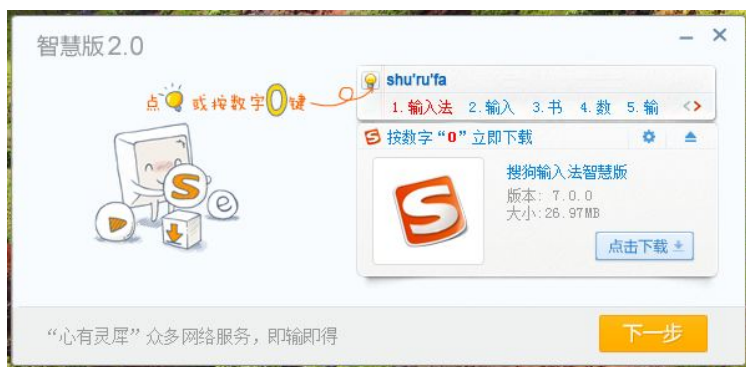 智慧版2.0
点 或按数字0键
shu'ru'fa
1.输入法 2.输入 3.书 4.数 5.输 <>
按数字“0”立即下载
搜狗输入法智慧版
版本: 7.0.0
大小:26.97MB
点击下载
“心有灵犀”众多网络服务，即输即得
下一步